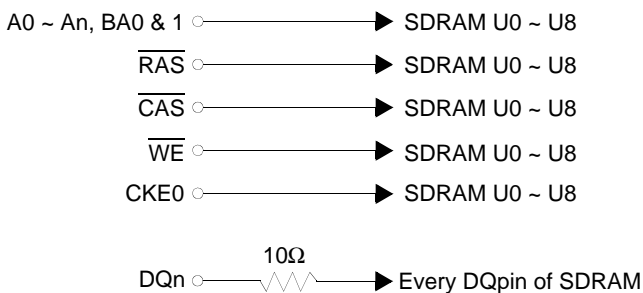 A0 ~ An, BA0 & 1 SDRAM U0 ~ U8
RAS SDRAM U0 ~ U8
CAS SDRAM U0 ~ U8
WE SDRAM U0 ~ U8
CKE0 SDRAM U0 ~ U8
10Ω
DQn Every DQpin of SDRAM